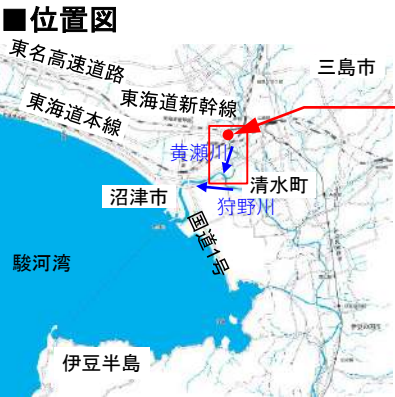 ■位置図
東名高速道路
三島市
東海道新幹線
東海道本線
黄瀬川
清水町
沼津市
狩野川
国道1号
駿河湾
伊豆半島